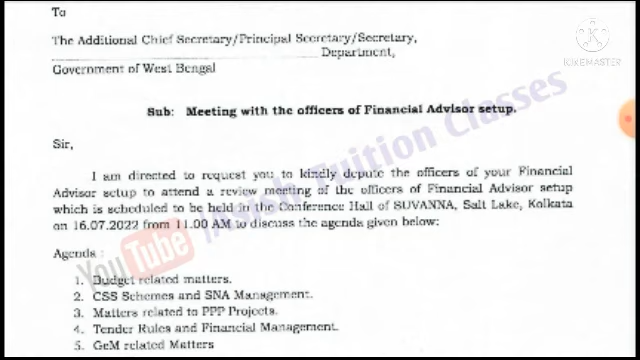 To
The Additional Chief Secretary/Principal Secretary/Secretary,
Department,
Government of West Bengal
Sub: Meeting with the officers of Financial Advisor setup.
Sir,
I am directed to request you to kindly depute the officers of your Financial
Advisor setup to attend a review meeting of the officers of Financial Advisor setup
which is scheduled to be held in the Conference Hall of SUVANNA, Salt Lake, Kolkata
on 16.07.2022 from 11.00 AM to discuss the agenda given below:
Agenda :
1. Budget related matters.
2. CSS Schemes and SNA Management.
3. Matters related to PPP Projects.
4. Tender Rules and Financial Management.
5. GeM related Matters
KINEMASTER
YouTube
Tuition Classes